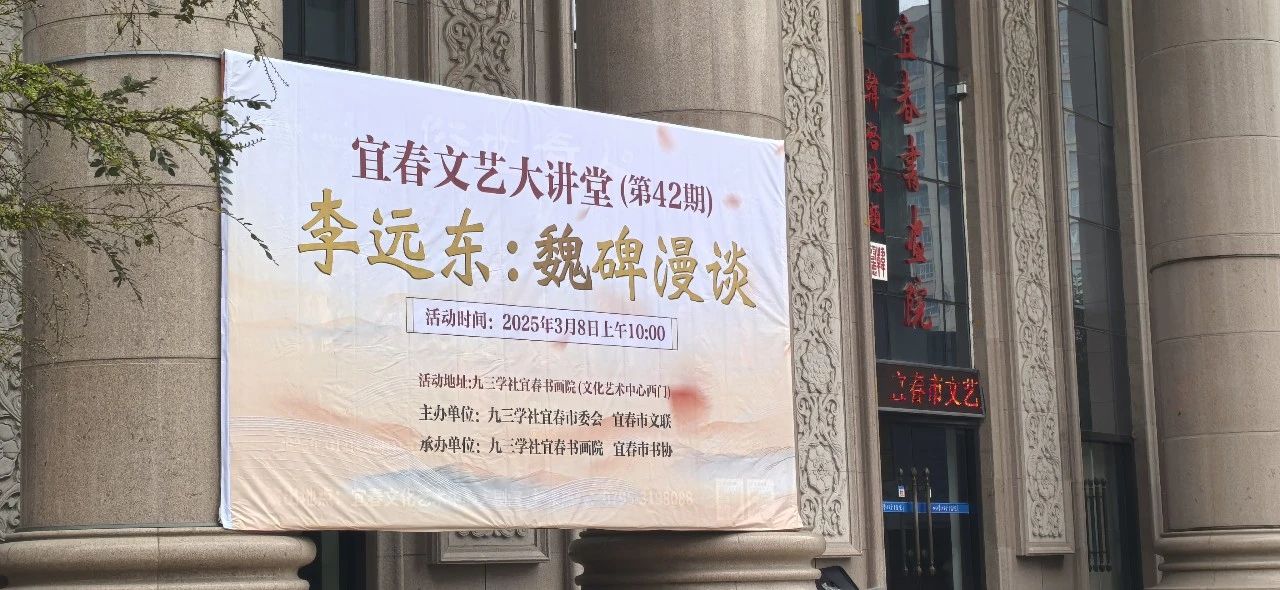 宜春文艺大讲堂(第42期)
李远东:魏碑漫谈
活动时间：2025年3月8日上午10:00
活动地址:九三学社宜春书画院(文化艺术中心西门)
主办单位：九三学社宜春市委会 宜春市文联
承办单位：九三学社宜春书画院 宜春市书协
宜春書畫院
宜春市文艺